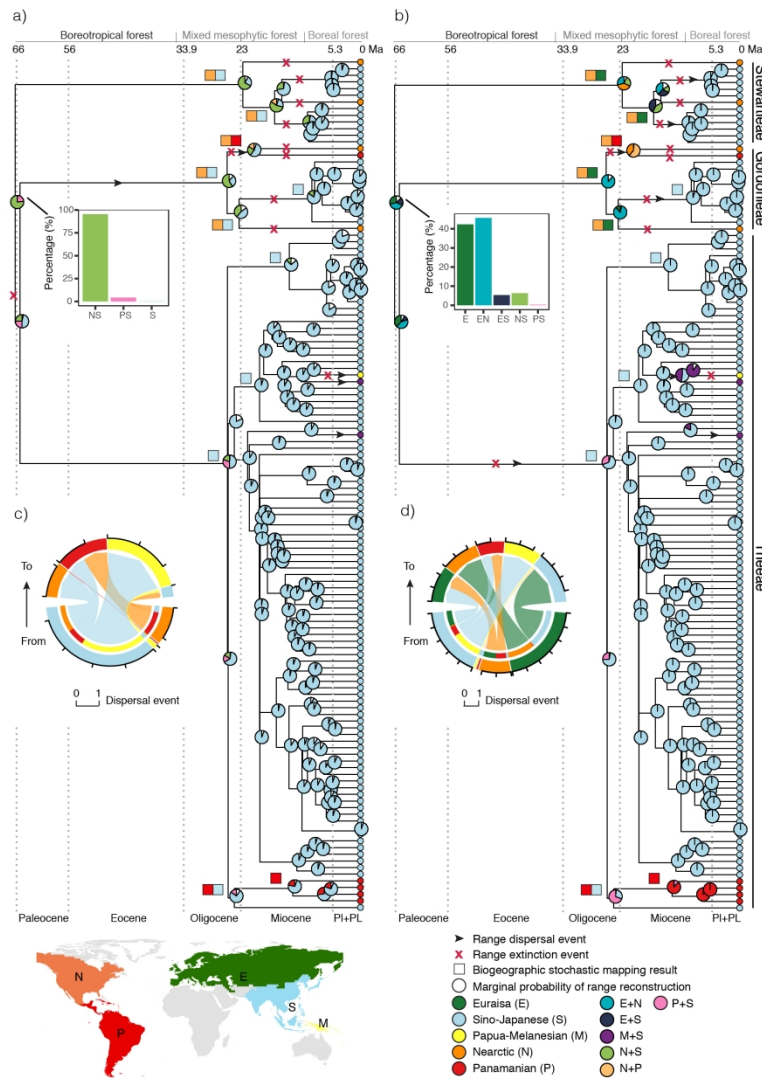 a)
b)
Boreotropical forest
Mixed mesophytic forest
Boreal forest
Boreotropical forest
Mixed mesophytic forest
Boreal forest
66
56
33.9
23
5.3
0 Ma
66
56
33.9
23
5.3
0 Ma
Stewartieae
Gordonieae
Theeae
Percentage (%)
100
75
50
25
0
NS
PS
S
Percentage (%)
40
30
20
10
0
E
EN
ES
NS
PS
c)
To
From
0 1 Dispersal event
d)
To
From
0 1 Dispersal event
Paleocene
Eocene
Oligocene
Miocene
Pl+PL
Paleocene
Eocene
Oligocene
Miocene
Pl+PL
N
E
S
M
P
Range dispersal event
Range extinction event
Biogeographic stochastic mapping result
Marginal probability of range reconstruction
Euraisa (E)
Sino-Japanese (S)
Papua-Melanesian (M)
Nearctic (N)
Panamanian (P)
E+N
E+S
M+S
N+S
N+P
P+S